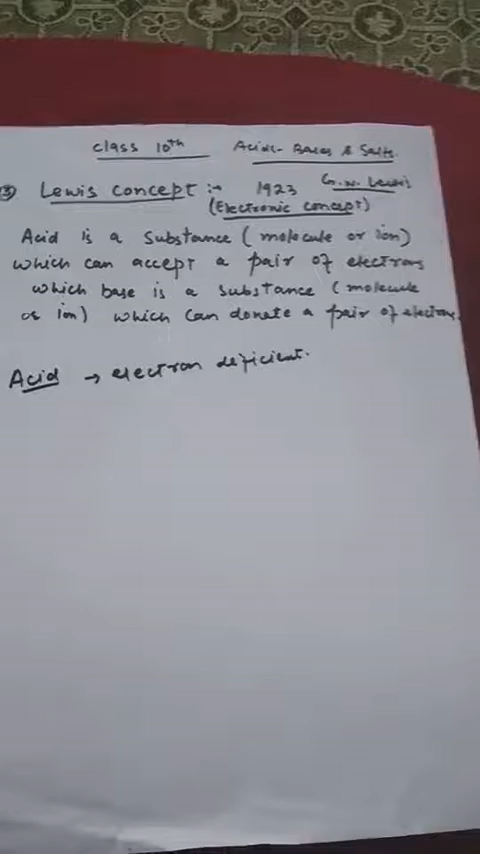 Class 10th Acids-Bases & Salts.
③ Lewis concept :- 1923 G.N. Lewis
(Electronic concept)
Acid is a substance (molecule or ion)
which can accept a pair of electrons
which base is a substance (molecule
or ion) which can donate a pair of electrons.
Acid → electron deficient.